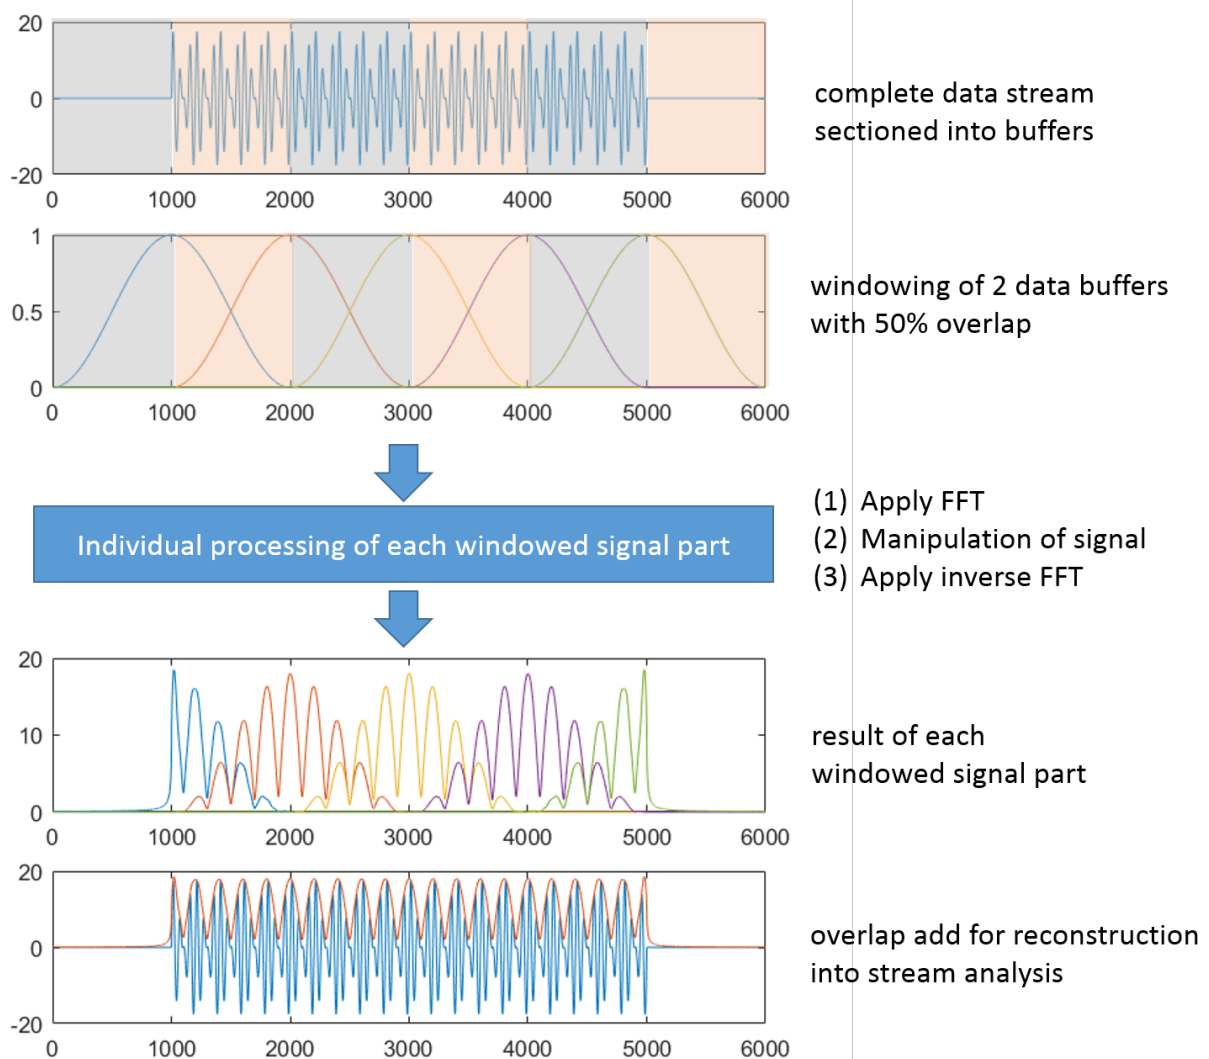 20
0
-20
0 1000 2000 3000 4000 5000 6000
complete data stream
sectioned into buffers
1
0.5
0
0 1000 2000 3000 4000 5000 6000
windowing of 2 data buffers
with 50% overlap
Individual processing of each windowed signal part
(1) Apply FFT
(2) Manipulation of signal
(3) Apply inverse FFT
20
10
0
0 1000 2000 3000 4000 5000 6000
result of each
windowed signal part
20
0
-20
0 1000 2000 3000 4000 5000 6000
overlap add for reconstruction
into stream analysis